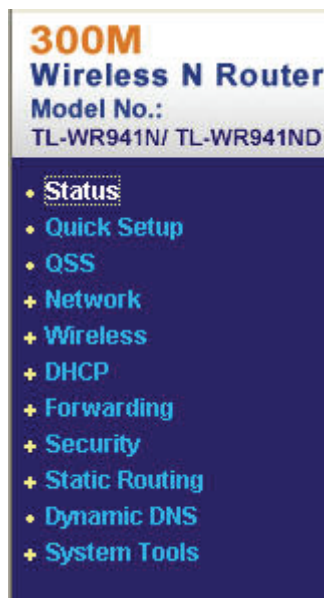 300M
Wireless N Router
Model No.:
TL-WR941N/ TL-WR941ND
Status
Quick Setup
QSS
Network
Wireless
DHCP
Forwarding
Security
Static Routing
Dynamic DNS
System Tools